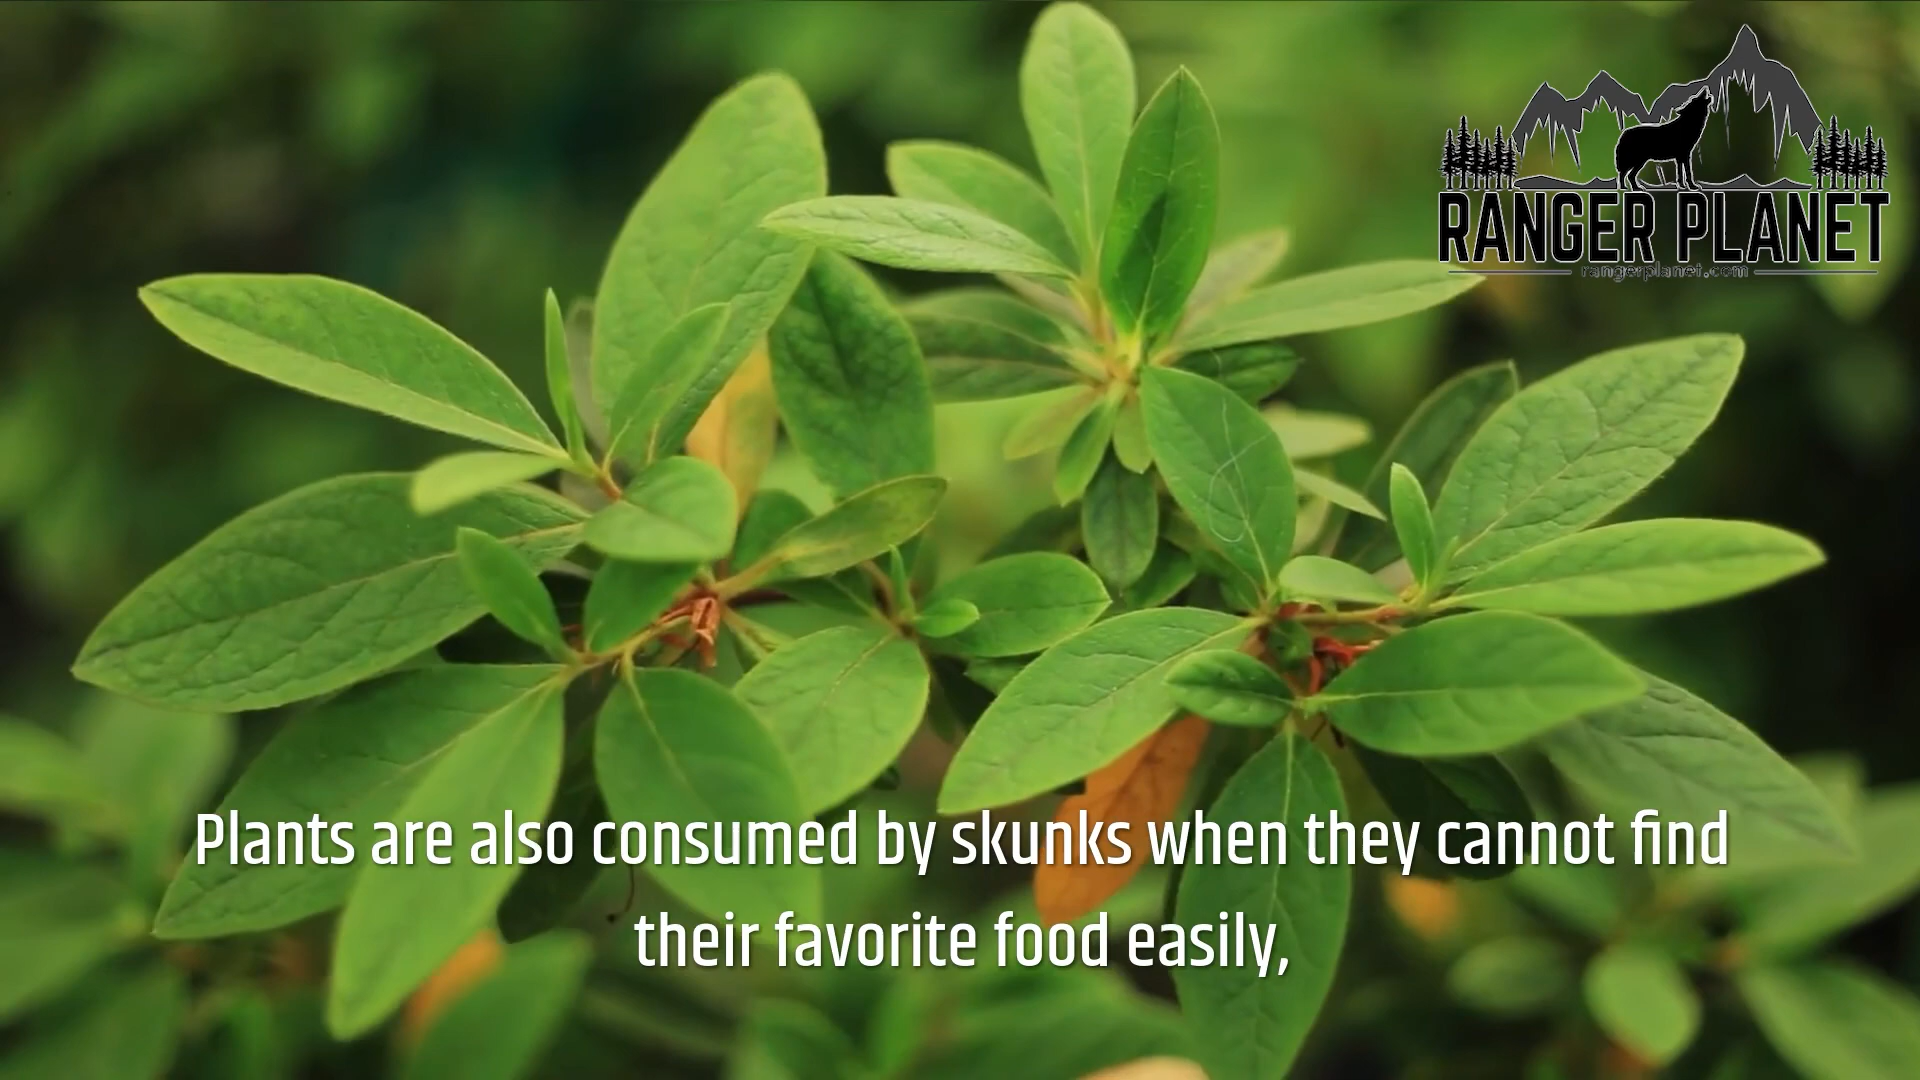 RANGER PLANET
rangerplanet.com
Plants are also consumed by skunks when they cannot find
their favorite food easily,